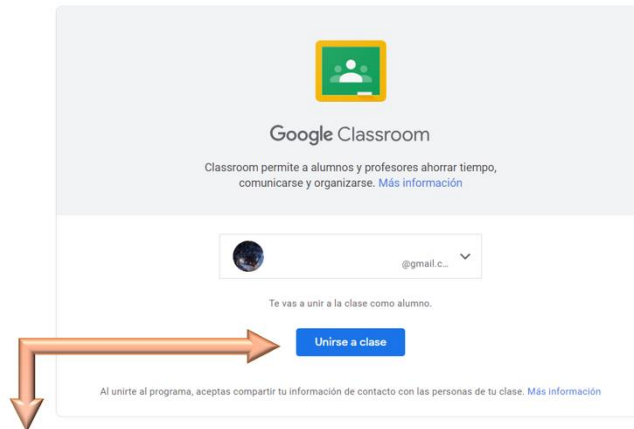 Google Classroom
Classroom permite a alumnos y profesores ahorrar tiempo,
comunicarse y organizarse. Más información
@gmail.c...
Te vas a unir a la clase como alumno.
Unirse a clase
Al unirte al programa, aceptas compartir tu información de contacto con las personas de tu clase. Más información